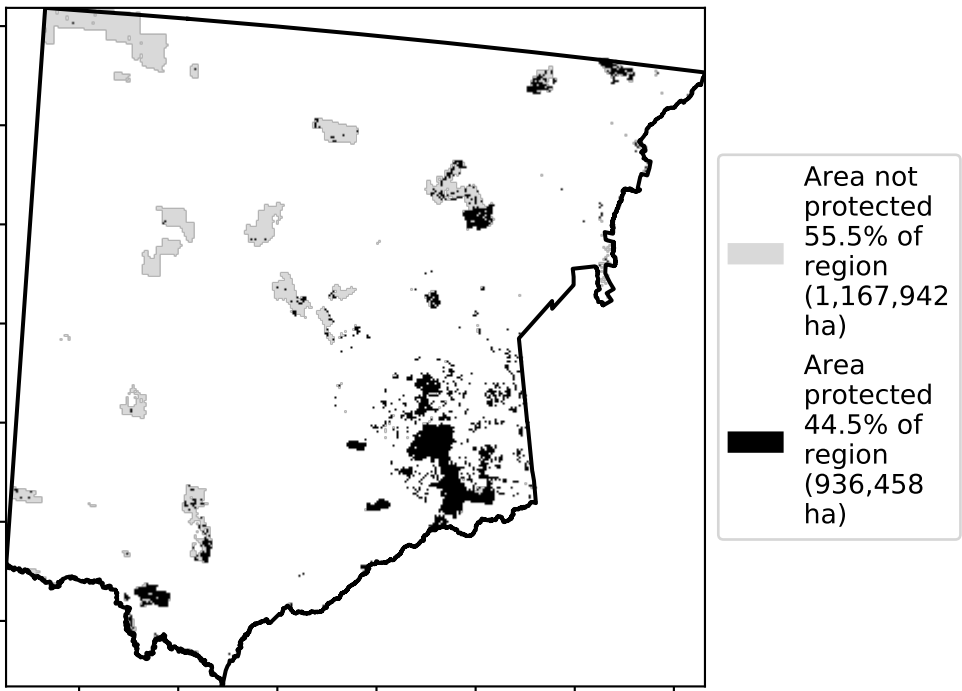 Area not
protected
55.5% of
region
(1,167,942
ha)
Area
protected
44.5% of
region
(936,458
ha)